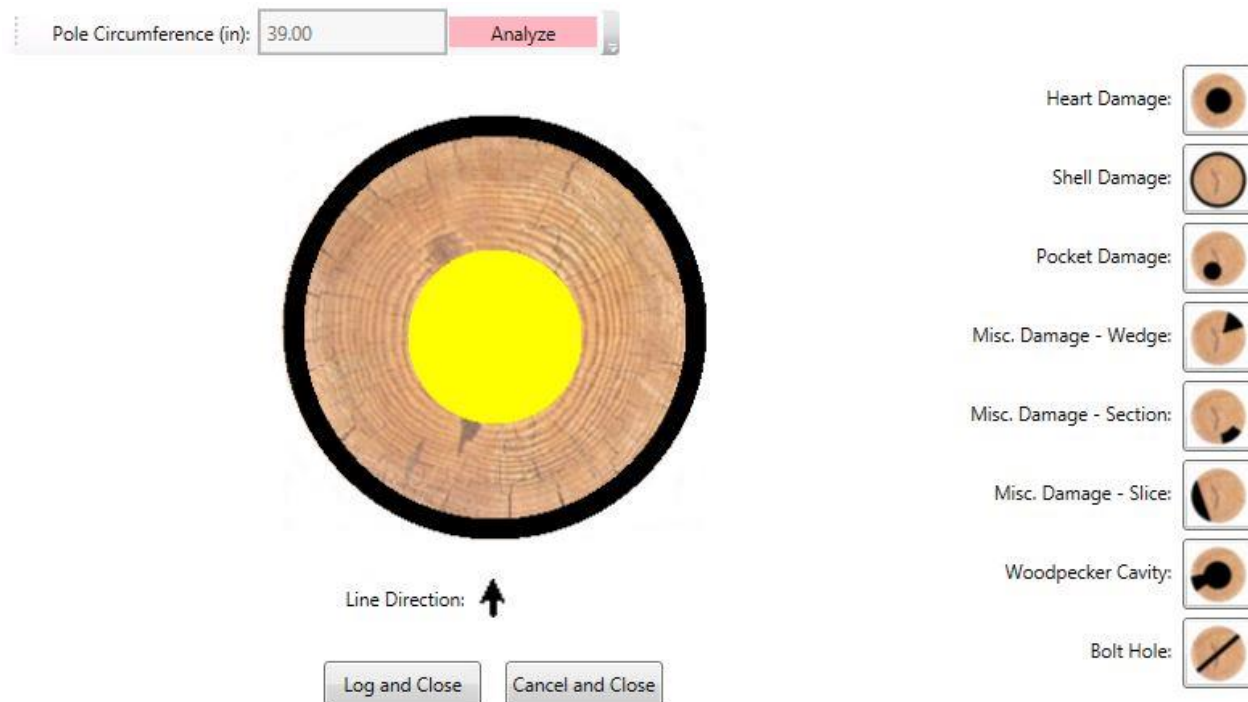 Pole Circumference (in): 39.00 Analyze
Heart Damage:
Shell Damage:
Pocket Damage:
Misc. Damage - Wedge:
Misc. Damage - Section:
Misc. Damage - Slice:
Woodpecker Cavity:
Bolt Hole:
Line Direction:
Log and Close Cancel and Close